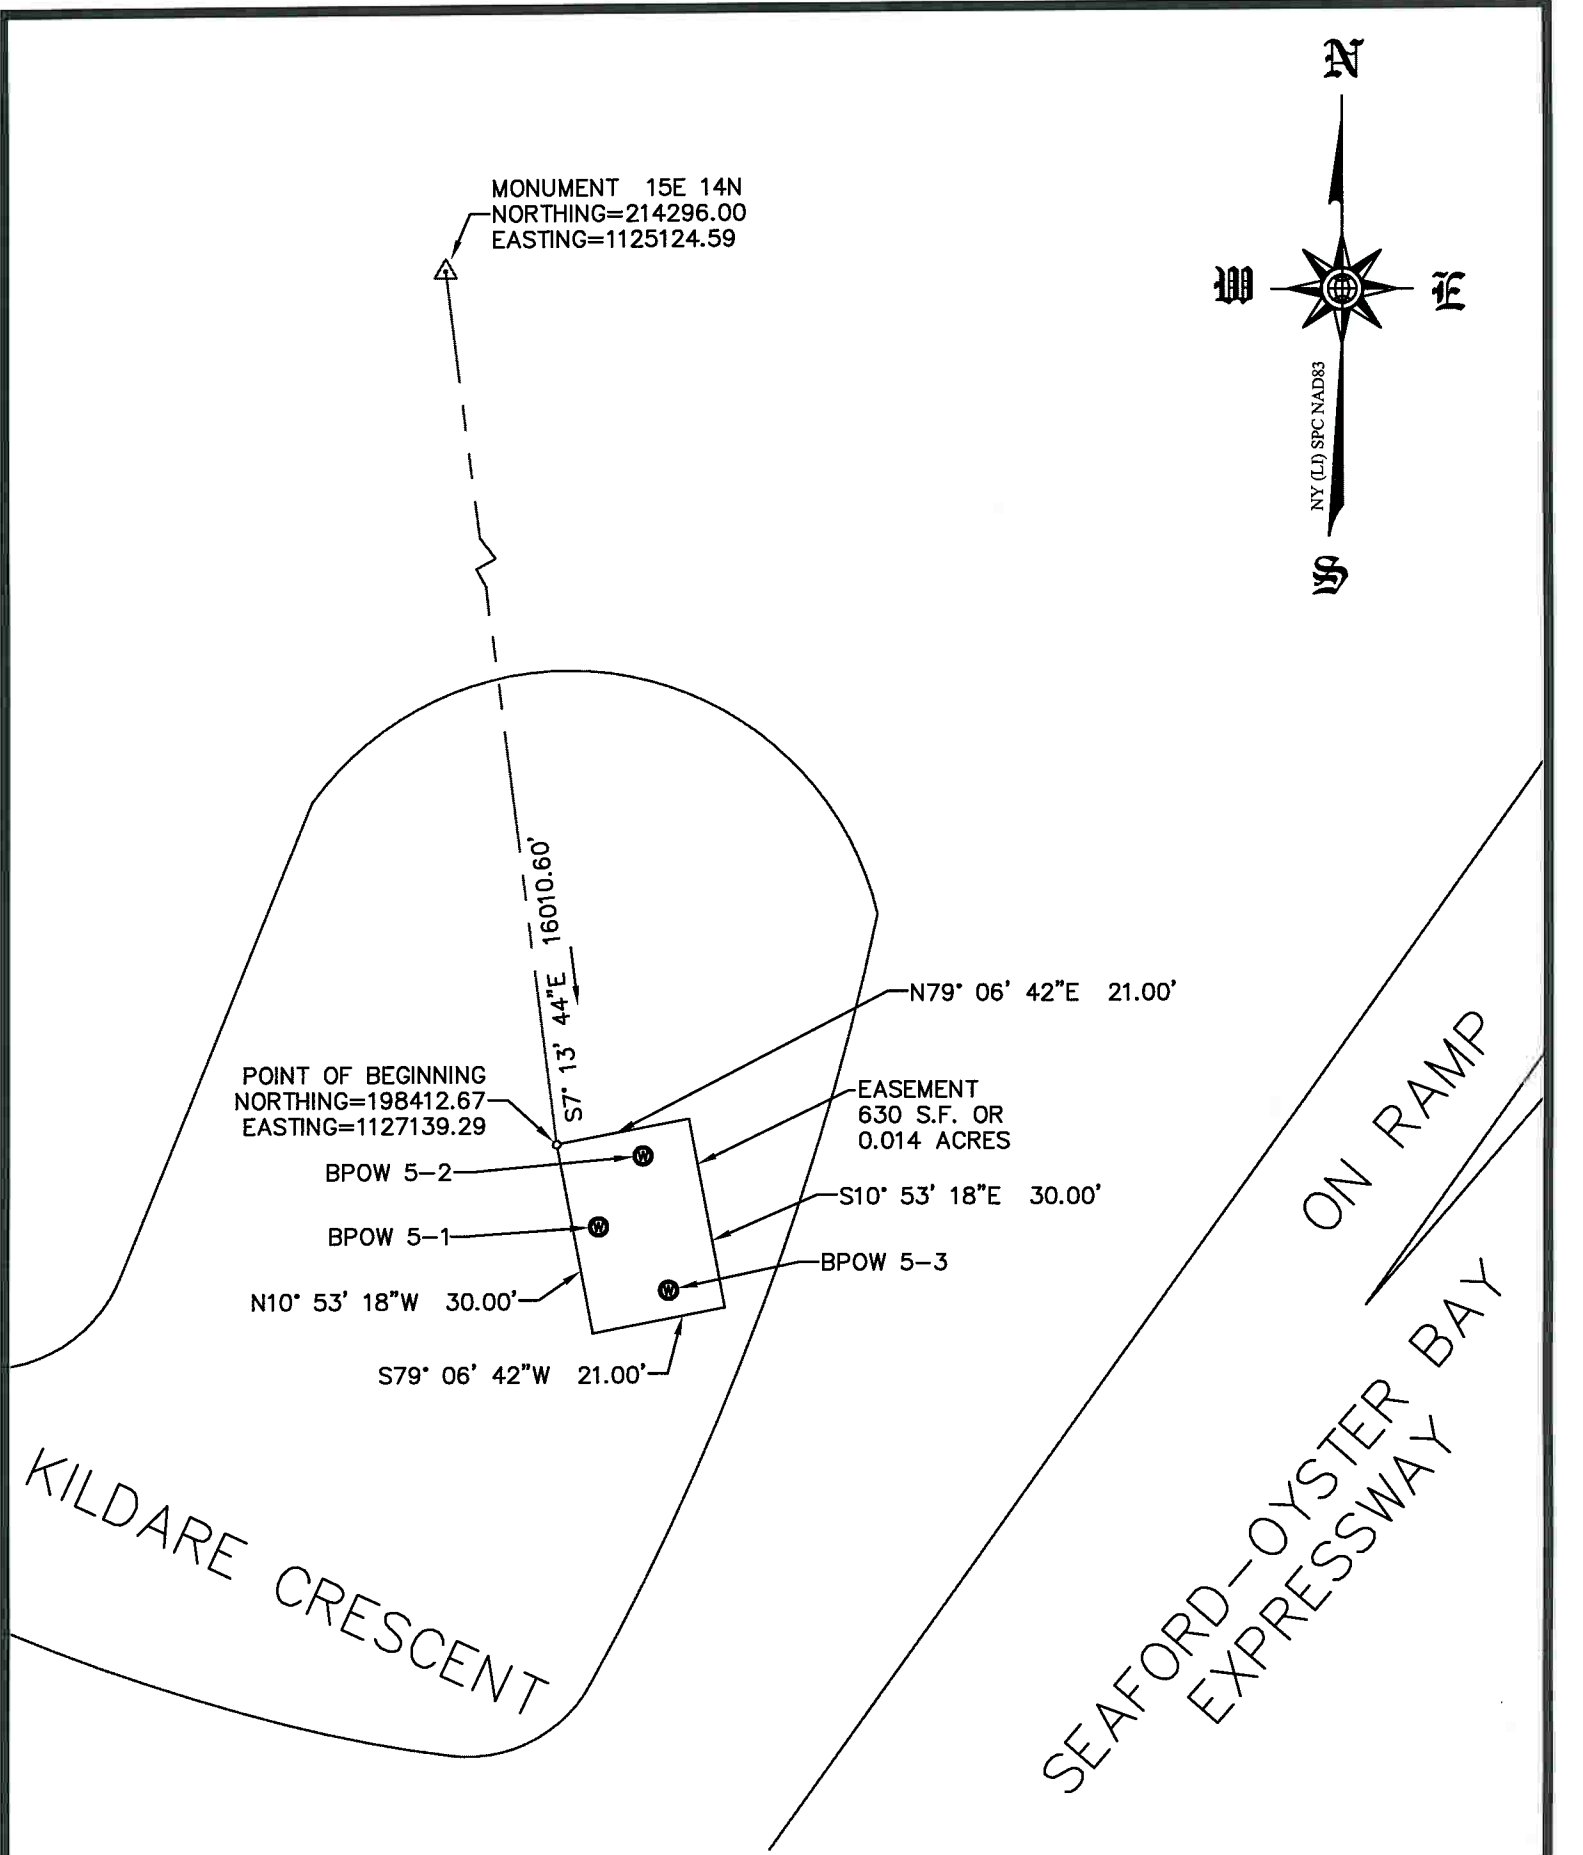 N
MONUMENT 15E 14N
NORTHING=214296.00
EASTING=1125124.59
W
E
NY (LI) SPC NAD83
S
S7° 13' 44"E 16010.60'
N79° 06' 42"E 21.00'
POINT OF BEGINNING
NORTHING=198412.67
EASTING=1127139.29
EASEMENT
630 S.F. OR
0.014 ACRES
BPOW 5-2
W
S10° 53' 18"E 30.00'
BPOW 5-1
W
BPOW 5-3
W
N10° 53' 18"W 30.00'
S79° 06' 42"W 21.00'
ON RAMP
KILDARE CRESCENT
SEAFORD-OYSTER BAY
EXPRESSWAY